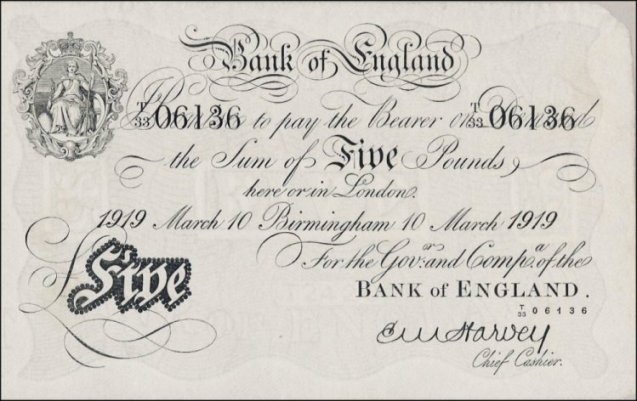 Bank of England
T/33 06136 to pay the Bearer on T/33 06136
the Sum of Five Pounds
here or in London.
1919 March 10 Birmingham 10 March 1919
For the Govr. and Compa. of the
Five
BANK of ENGLAND.
T/33 06136
E M Harvey
Chief Cashier.